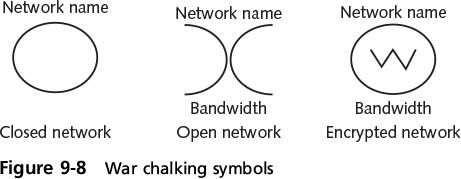 Network name Network name Network name
W
Bandwidth Bandwidth
Closed network Open network Encrypted network
Figure 9-8 War chalking symbols